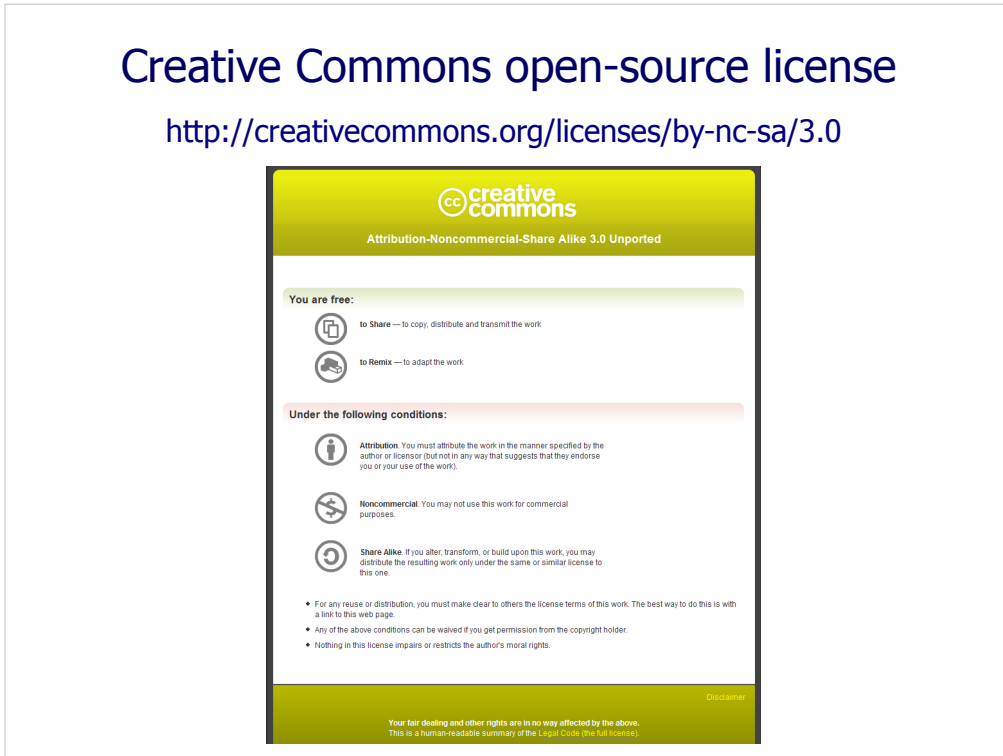 Creative Commons open-source license
http://creativecommons.org/licenses/by-nc-sa/3.0
cc creative
commons
Attribution-Noncommercial-Share Alike 3.0 Unported
You are free:
to Share — to copy, distribute and transmit the work
to Remix — to adapt the work
Under the following conditions:
Attribution. You must attribute the work in the manner specified by the
author or licensor (but not in any way that suggests that they endorse
you or your use of the work).
Noncommercial. You may not use this work for commercial
purposes.
Share Alike. If you alter, transform, or build upon this work, you may
distribute the resulting work only under the same or similar license to
this one.
For any reuse or distribution, you must make clear to others the license terms of this work. The best way to do this is with
a link to this web page.
Any of the above conditions can be waived if you get permission from the copyright holder.
Nothing in this license impairs or restricts the author's moral rights.
Disclaimer
Your fair dealing and other rights are in no way affected by the above.
This is a human-readable summary of the Legal Code (the full license).